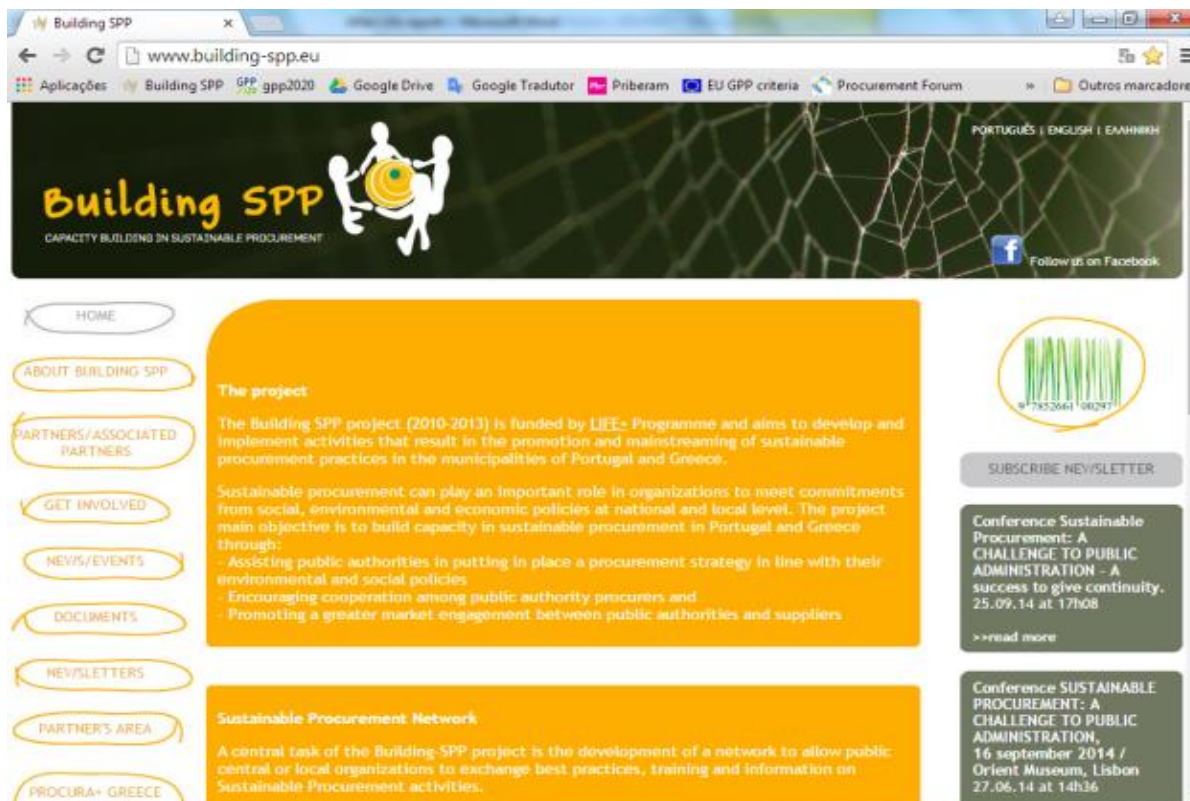 Building SPP
www.building-spp.eu
Aplicações Building SPP GPP gpp2020 Google Drive Google Tradutor Priberam EU GPP criteria Procurement Forum » Outros marcadore
PORTUGUÊS | ENGLISH | ΕΛΛΗΝΙΚΗ
Building SPP
CAPACITY BUILDING IN SUSTAINABLE PROCUREMENT
Follow us on Facebook
HOME
ABOUT BUILDING SPP
PARTNERS/ASSOCIATED
PARTNERS
GET INVOLVED
NEWS/EVENTS
DOCUMENTS
NEWSLETTERS
PARTNER'S AREA
PROCURA+ GREECE
The project
The Building SPP project (2010-2013) is funded by LIFE+ Programme and aims to develop and
implement activities that result in the promotion and mainstreaming of sustainable
procurement practices in the municipalities of Portugal and Greece.
Sustainable procurement can play an important role in organizations to meet commitments
from social, environmental and economic policies at national and local level. The project
main objective is to build capacity in sustainable procurement in Portugal and Greece
through:
- Assisting public authorities in putting in place a procurement strategy in line with their
environmental and social policies
- Encouraging cooperation among public authority procurers and
- Promoting a greater market engagement between public authorities and suppliers
Sustainable Procurement Network
A central task of the Building-SPP project is the development of a network to allow public
central or local organizations to exchange best practices, training and information on
Sustainable Procurement activities.
9 7852661 00297
SUBSCRIBE NEWSLETTER
Conference Sustainable
Procurement: A
CHALLENGE TO PUBLIC
ADMINISTRATION - A
success to give continuity.
25.09.14 at 17h08
>>read more
Conference SUSTAINABLE
PROCUREMENT: A
CHALLENGE TO PUBLIC
ADMINISTRATION,
16 september 2014 /
Orient Museum, Lisbon
27.06.14 at 14h36